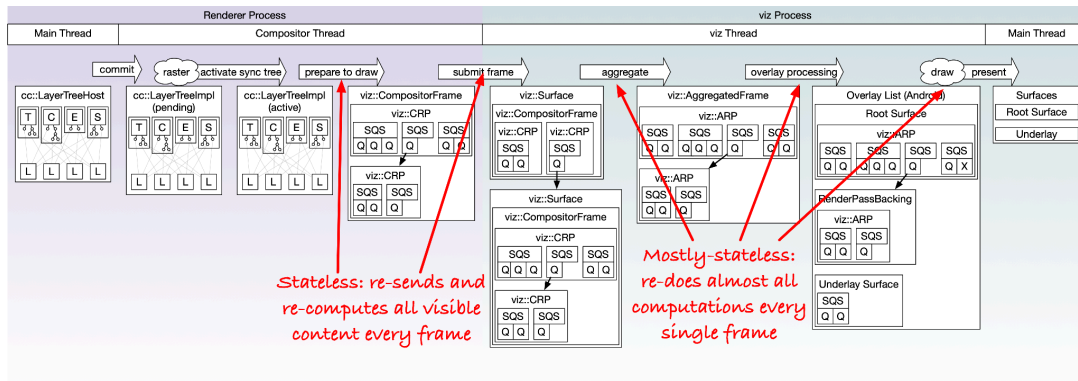 Renderer Process
viz Process
Main Thread
Compositor Thread
viz Thread
Main Thread
commit
raster
activate sync tree
prepare to draw
submit frame
aggregate
overlay processing
draw
present
cc::LayerTreeHost
T C E S
L L L L
cc::LayerTreeImpl
(pending)
T C E S
L L L L
cc::LayerTreeImpl
(active)
T C E S
L L L L
viz::CompositorFrame
viz::CRP
SQS SQS SQS
Q Q Q Q Q Q
viz::CRP
SQS SQS
Q Q Q
viz::Surface
viz::CompositorFrame
viz::CRP viz::CRP
SQS SQS
Q Q Q
viz::Surface
viz::CompositorFrame
viz::CRP
SQS SQS SQS
Q Q Q Q Q Q
viz::CRP
SQS SQS
Q Q Q
viz::AggregatedFrame
viz::ARP
SQS SQS SQS SQS
Q Q Q Q Q Q Q Q
viz::ARP
SQS SQS
Q Q Q
Overlay List (Android)
Root Surface
viz::ARP
SQS SQS SQS SQS
Q Q Q Q Q Q X
RenderPassBacking
viz::ARP
SQS SQS
Q Q Q
Underlay Surface
SQS
Q Q
Surfaces
Root Surface
Underlay
Stateless: re-sends and
re-computes all visible
content every frame
Mostly-stateless:
re-does almost all
computations every
single frame